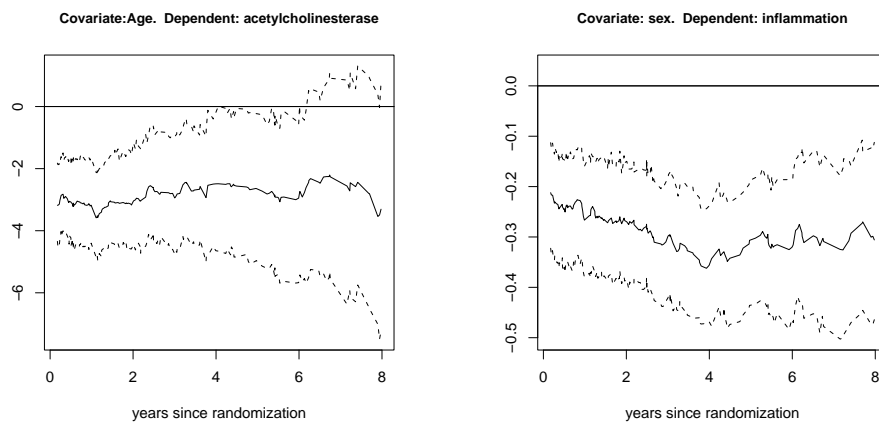 Covariate:Age.  Dependent: acetylcholinesterase
0
−2
−4
−6
0 2 4 6 8
years since randomization
Covariate: sex.  Dependent: inflammation
0.0
−0.1
−0.2
−0.3
−0.4
−0.5
0 2 4 6 8
years since randomization